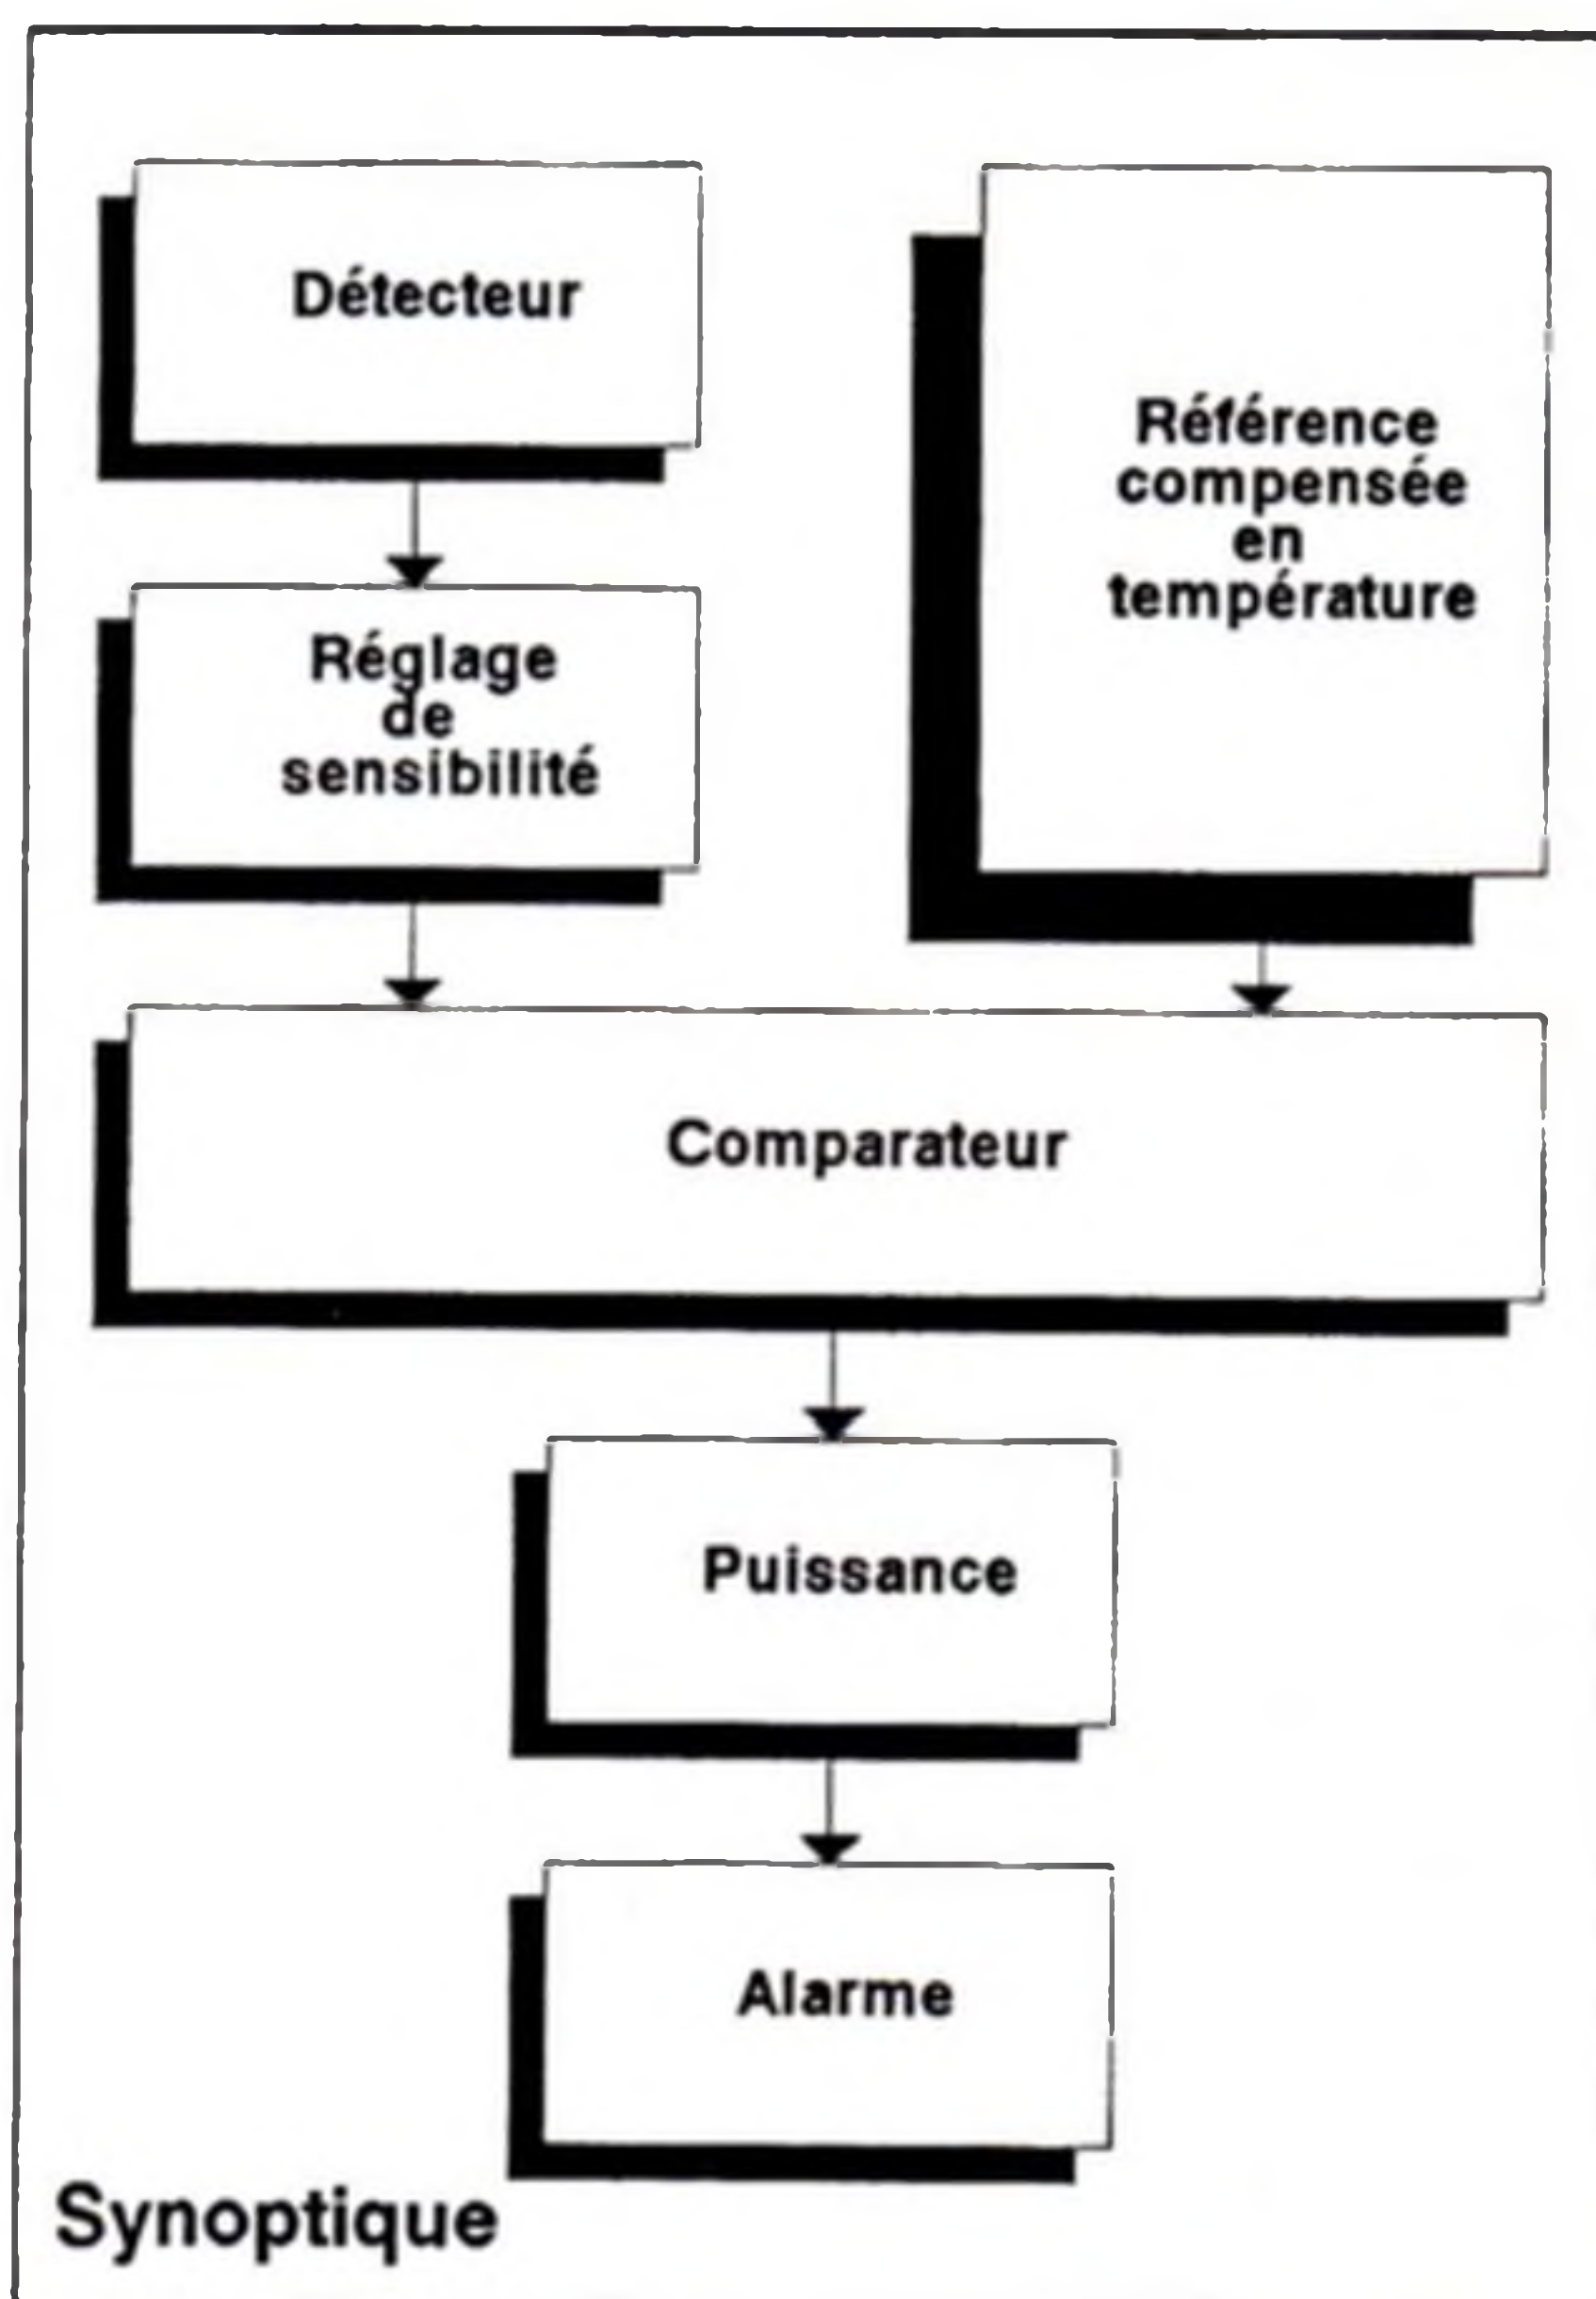 Détecteur
Réglage
de
sensibilité
Référence
compensée
en
température
Comparateur
Puissance
Alarme
Synoptique